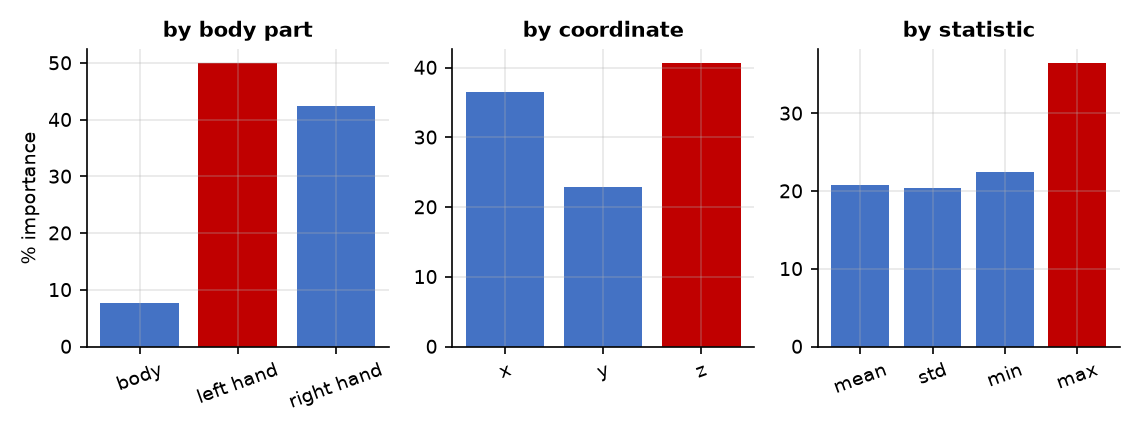 by body part
% importance
50
40
30
20
10
0
body
left hand
right hand
by coordinate
40
30
20
10
0
x
y
z
by statistic
30
20
10
0
mean
std
min
max